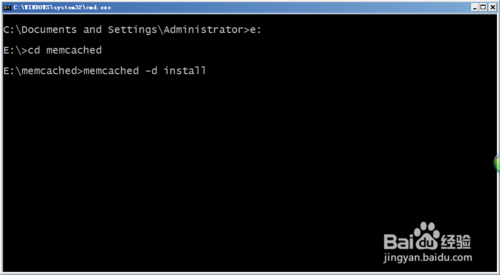 C:\WINDOWS\system32\cmd.exe
C:\Documents and Settings\Administrator>e:
E:\>cd memcached
E:\memcached>memcached -d install
Baidu经验
jingyan.baidu.com